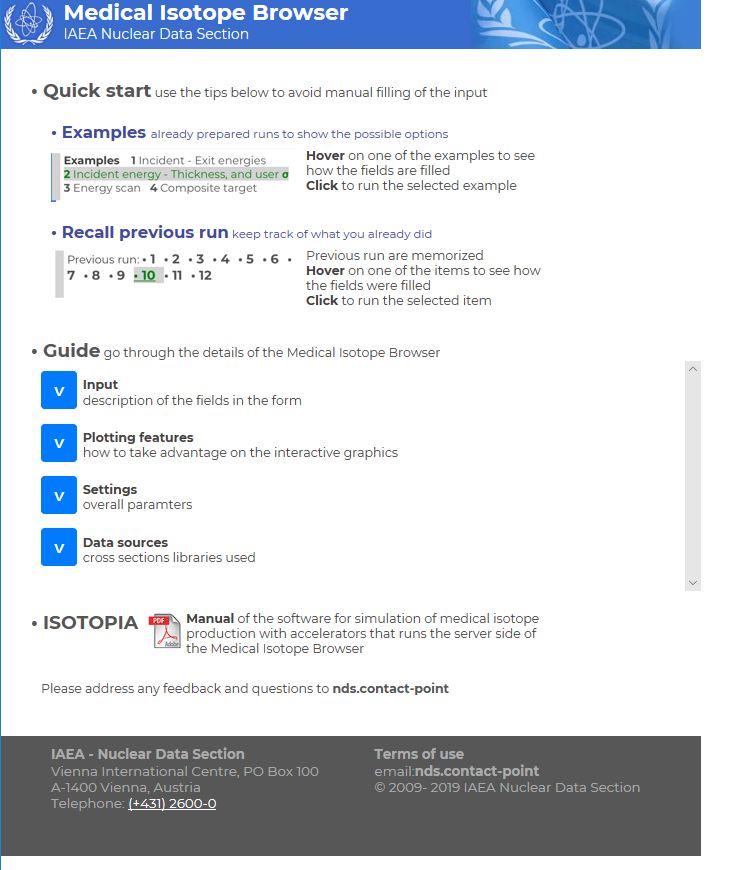 Medical Isotope Browser
IAEA Nuclear Data Section
• Quick start use the tips below to avoid manual filling of the input
• Examples already prepared runs to show the possible options
Examples 1 Incident - Exit energies
2 Incident energy - Thickness, and user σ
3 Energy scan 4 Composite target
Hover on one of the examples to see
how the fields are filled
Click to run the selected example
• Recall previous run keep track of what you already did
Previous run: • 1 • 2 • 3 • 4 • 5 • 6 •
7 • 8 • 9 • 10 • 11 • 12
Previous run are memorized
Hover on one of the items to see how
the fields were filled
Click to run the selected item
• Guide go through the details of the Medical Isotope Browser
v Input
description of the fields in the form
v Plotting features
how to take advantage on the interactive graphics
v Settings
overall paramters
v Data sources
cross sections libraries used
• ISOTOPIA
PDF
Adobe
Manual of the software for simulation of medical isotope
production with accelerators that runs the server side of
the Medical Isotope Browser
Please address any feedback and questions to nds.contact-point
IAEA - Nuclear Data Section
Vienna International Centre, PO Box 100
A-1400 Vienna, Austria
Telephone: (+431) 2600-0
Terms of use
email:nds.contact-point
© 2009- 2019 IAEA Nuclear Data Section